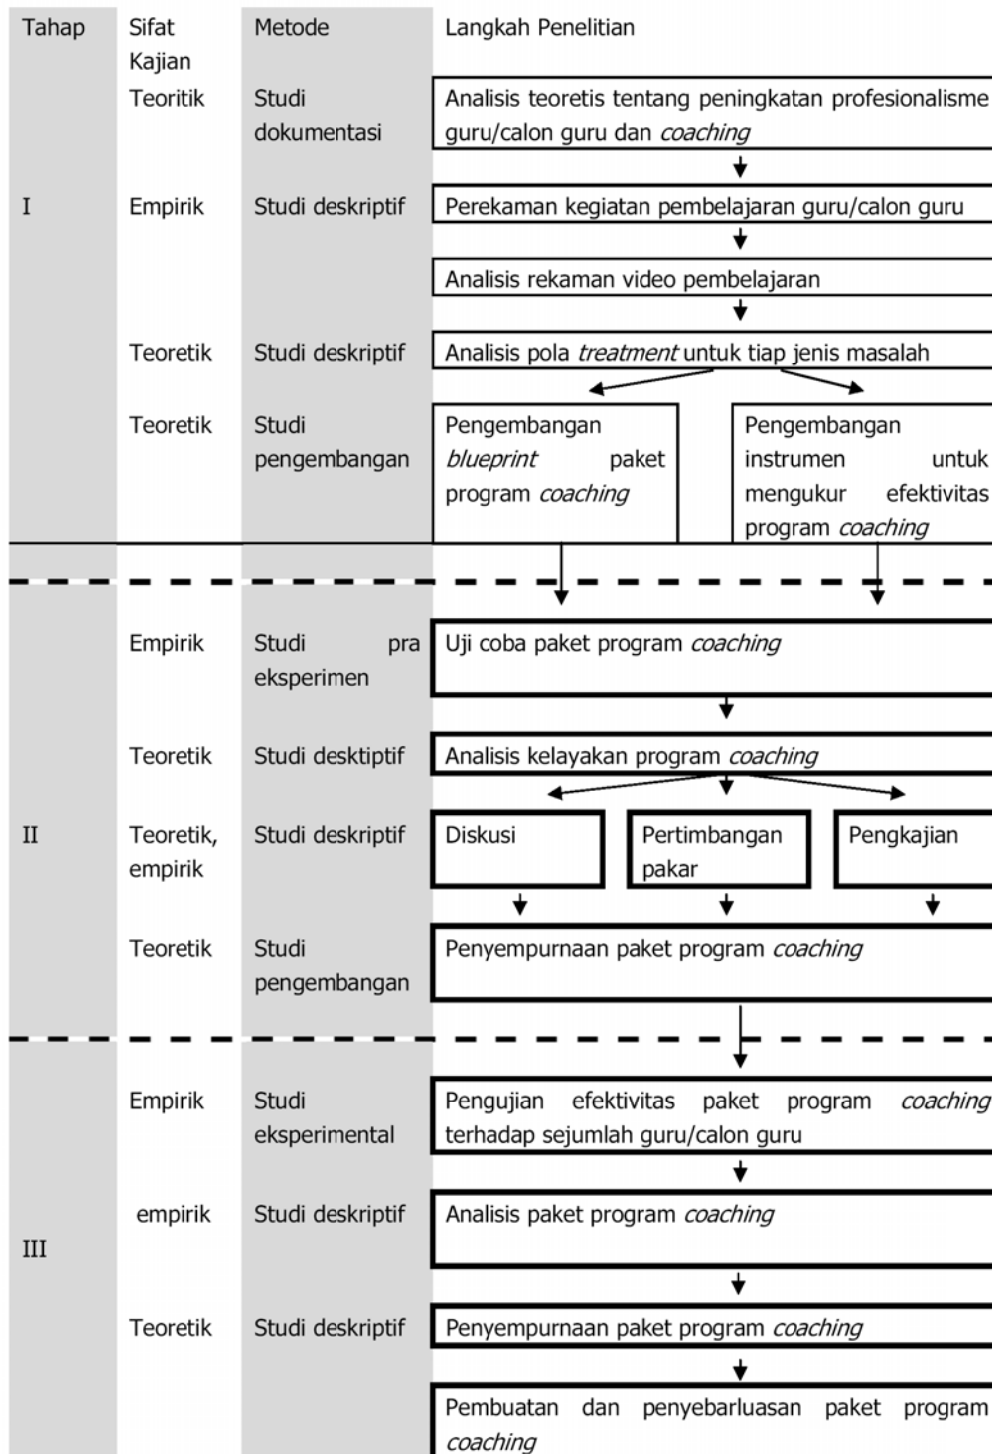 Tahap Sifat Kajian Metode Langkah Penelitian
Teoritik Studi dokumentasi Analisis teoretis tentang peningkatan profesionalisme
guru/calon guru dan coaching
I Empirik Studi deskriptif Perekaman kegiatan pembelajaran guru/calon guru
Analisis rekaman video pembelajaran
Teoretik Studi deskriptif Analisis pola treatment untuk tiap jenis masalah
Teoretik Studi pengembangan
Pengembangan
blueprint paket
program coaching
Pengembangan
instrumen untuk
mengukur efektivitas
program coaching
Empirik Studi pra eksperimen Uji coba paket program coaching
Teoretik Studi desktiptif Analisis kelayakan program coaching
II Teoretik, empirik Studi deskriptif Diskusi
Pertimbangan
pakar
Pengkajian
Teoretik Studi pengembangan Penyempurnaan paket program coaching
Empirik Studi eksperimental Pengujian efektivitas paket program coaching
terhadap sejumlah guru/calon guru
empirik Studi deskriptif Analisis paket program coaching
III
Teoretik Studi deskriptif Penyempurnaan paket program coaching
Pembuatan dan penyebarluasan paket program
coaching